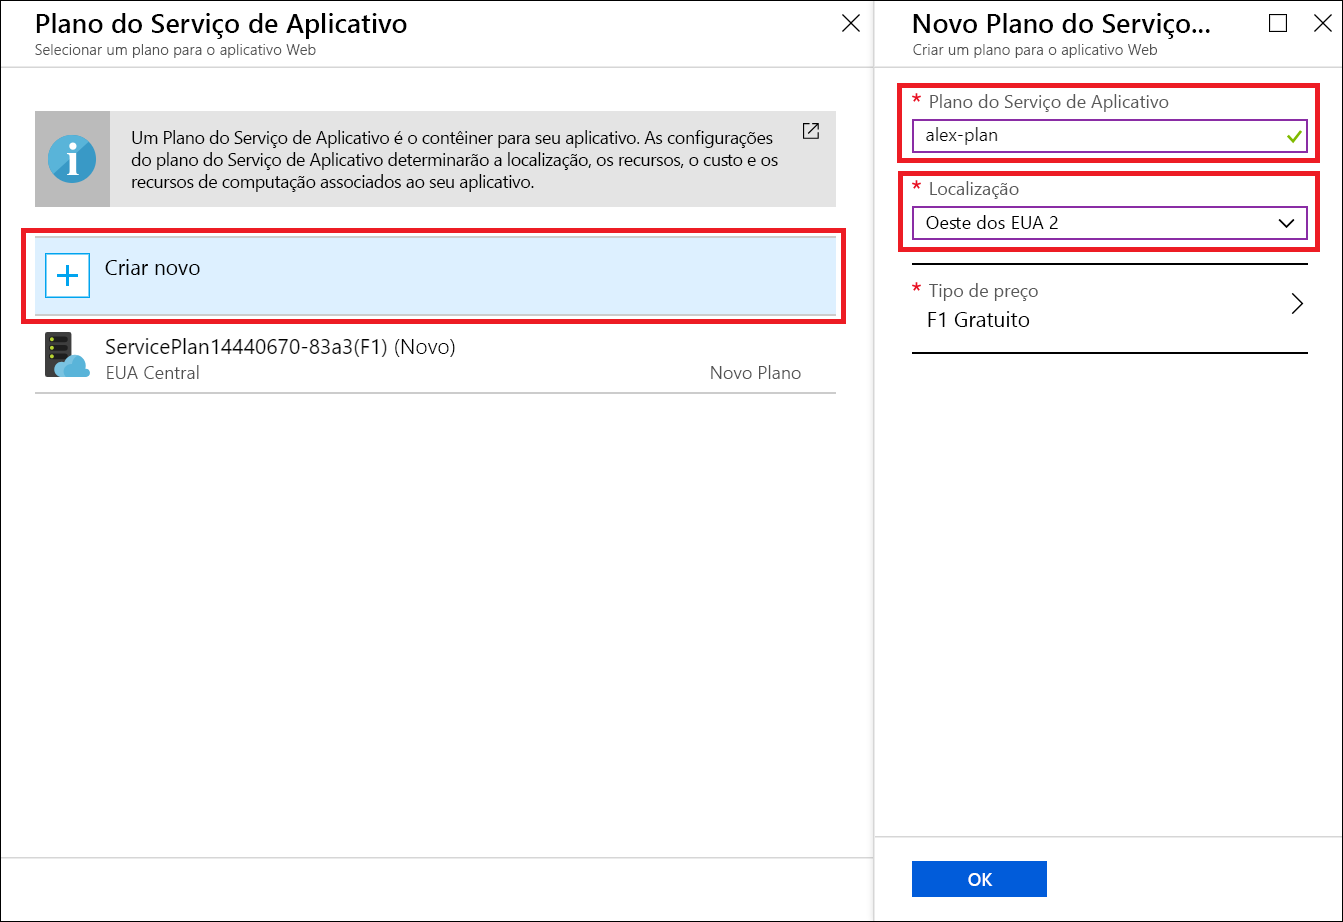 Plano do Serviço de Aplicativo
Selecionar um plano para o aplicativo Web
Um Plano do Serviço de Aplicativo é o contêiner para seu aplicativo. As configurações
do plano do Serviço de Aplicativo determinarão a localização, os recursos, o custo e os
recursos de computação associados ao seu aplicativo.
Criar novo
ServicePlan14440670-83a3(F1) (Novo)
EUA Central
Novo Plano
Novo Plano do Serviço...
Criar um plano para o aplicativo Web
* Plano do Serviço de Aplicativo
alex-plan
* Localização
Oeste dos EUA 2
* Tipo de preço
F1 Gratuito
OK